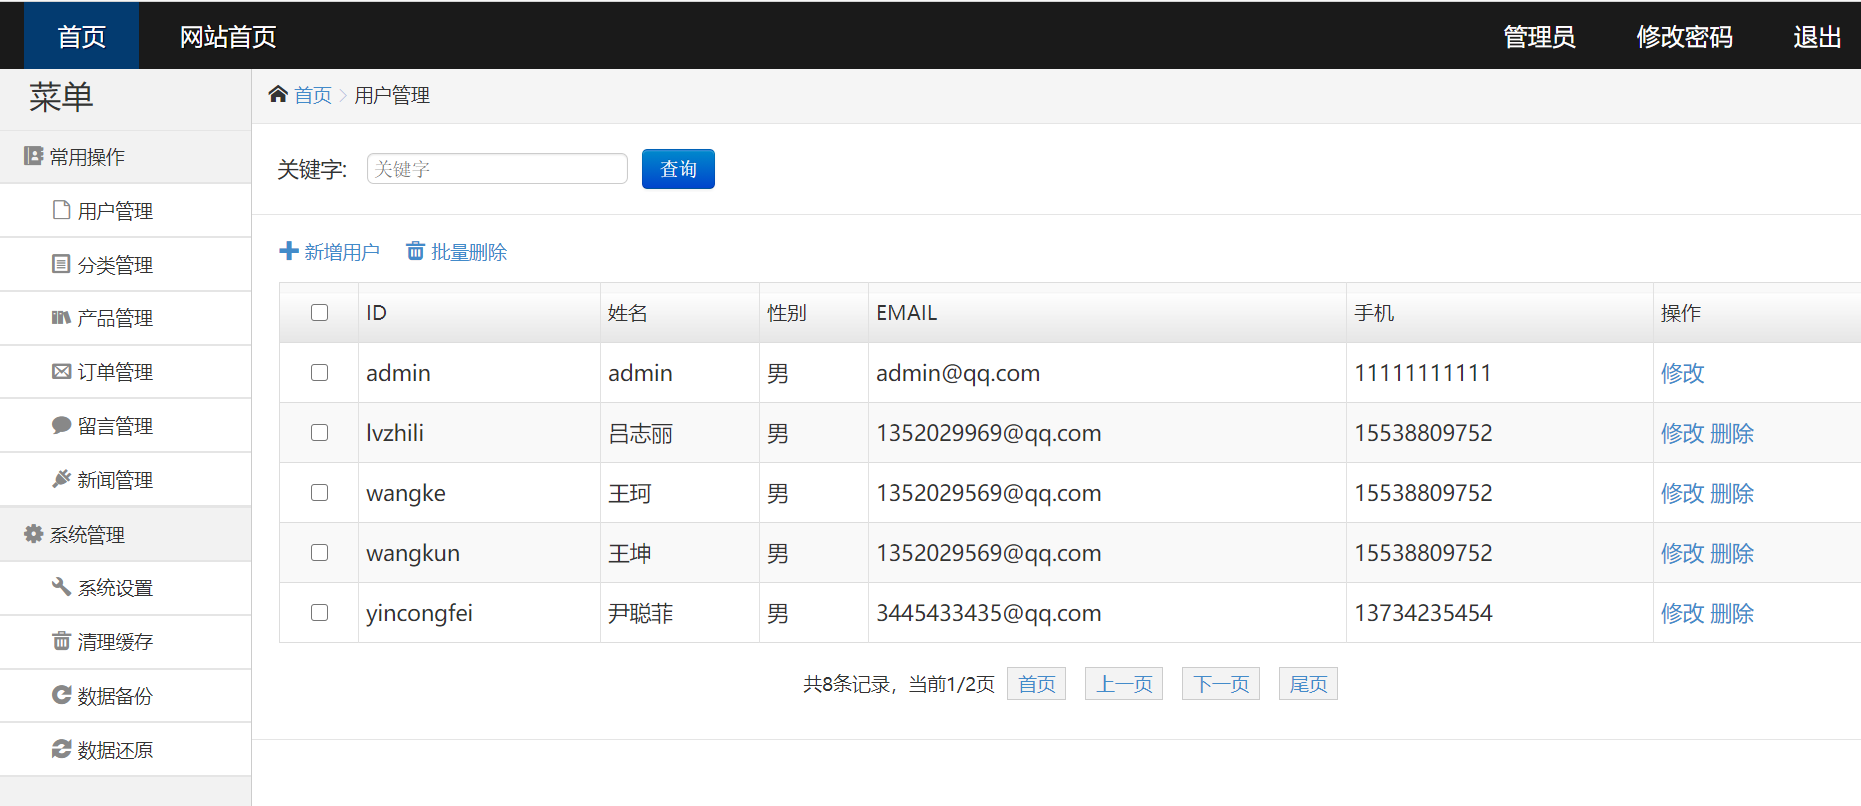 首页 网站首页 管理员 修改密码 退出
菜单
首页 用户管理
常用操作
用户管理
分类管理
产品管理
订单管理
留言管理
新闻管理
系统管理
系统设置
清理缓存
数据备份
数据还原
关键字: 关键字 查询
新增用户 批量删除
ID 姓名 性别 EMAIL 手机 操作
admin admin 男 admin@qq.com 11111111111 修改
lvzhili 吕志丽 男 1352029969@qq.com 15538809752 修改 删除
wangke 王珂 男 1352029569@qq.com 15538809752 修改 删除
wangkun 王坤 男 1352029569@qq.com 15538809752 修改 删除
yincongfei 尹聪菲 男 3445433435@qq.com 13734235454 修改 删除
共8条记录，当前1/2页 首页 上一页 下一页 尾页